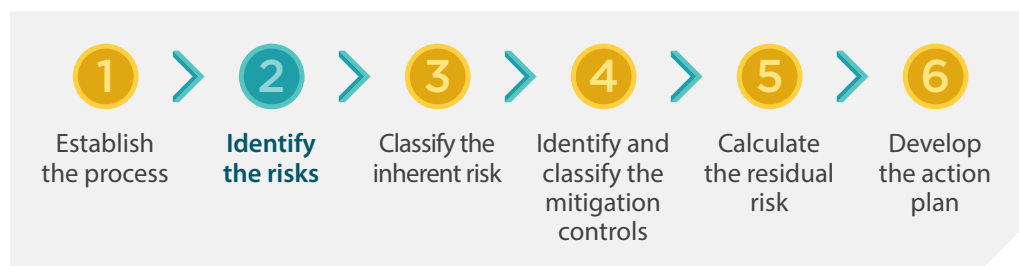 1
Establish
the process
2
Identify
the risks
3
Classify the
inherent risk
4
Identify and
classify the
mitigation
controls
5
Calculate
the residual
risk
6
Develop
the action
plan